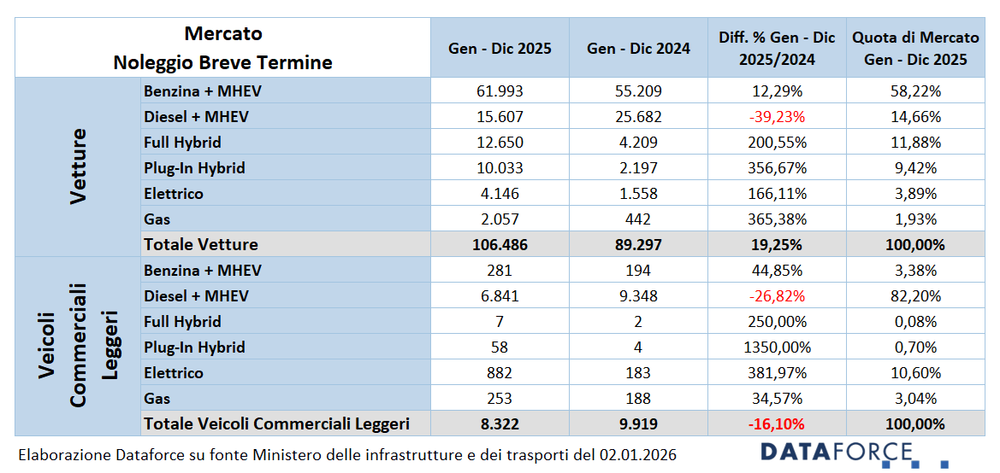 Mercato
Noleggio Breve Termine
Gen - Dic 2025
Gen - Dic 2024
Diff. % Gen - Dic
2025/2024
Quota di Mercato
Gen - Dic 2025
Vetture
Benzina + MHEV 61.993 55.209 12,29% 58,22%
Diesel + MHEV 15.607 25.682 -39,23% 14,66%
Full Hybrid 12.650 4.209 200,55% 11,88%
Plug-In Hybrid 10.033 2.197 356,67% 9,42%
Elettrico 4.146 1.558 166,11% 3,89%
Gas 2.057 442 365,38% 1,93%
Totale Vetture 106.486 89.297 19,25% 100,00%
Veicoli
Commerciali
Leggeri
Benzina + MHEV 281 194 44,85% 3,38%
Diesel + MHEV 6.841 9.348 -26,82% 82,20%
Full Hybrid 7 2 250,00% 0,08%
Plug-In Hybrid 58 4 1350,00% 0,70%
Elettrico 882 183 381,97% 10,60%
Gas 253 188 34,57% 3,04%
Totale Veicoli Commerciali Leggeri 8.322 9.919 -16,10% 100,00%
Elaborazione Dataforce su fonte Ministero delle infrastrutture e dei trasporti del 02.01.2026
DATAFORCE